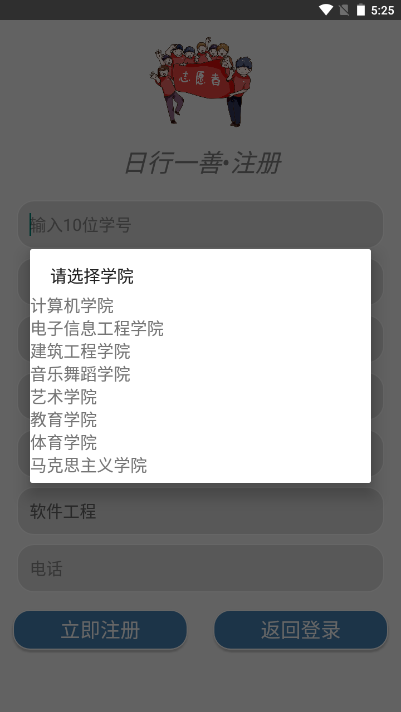 5:25
志愿者
日行一善•注册
输入10位学号
请选择学院
计算机学院
电子信息工程学院
建筑工程学院
音乐舞蹈学院
艺术学院
教育学院
体育学院
马克思主义学院
软件工程
电话
立即注册
返回登录